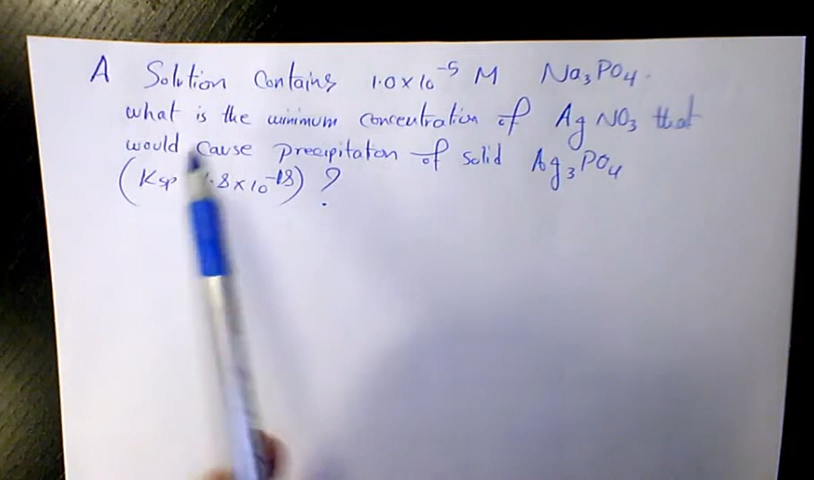 A Solution Contains 1.0×10⁻⁵ M Na₃PO₄.
what is the minimum concentration of AgNO₃ that
would cause precipitation of solid Ag₃PO₄
(Ksp .8×10⁻¹⁸) ?